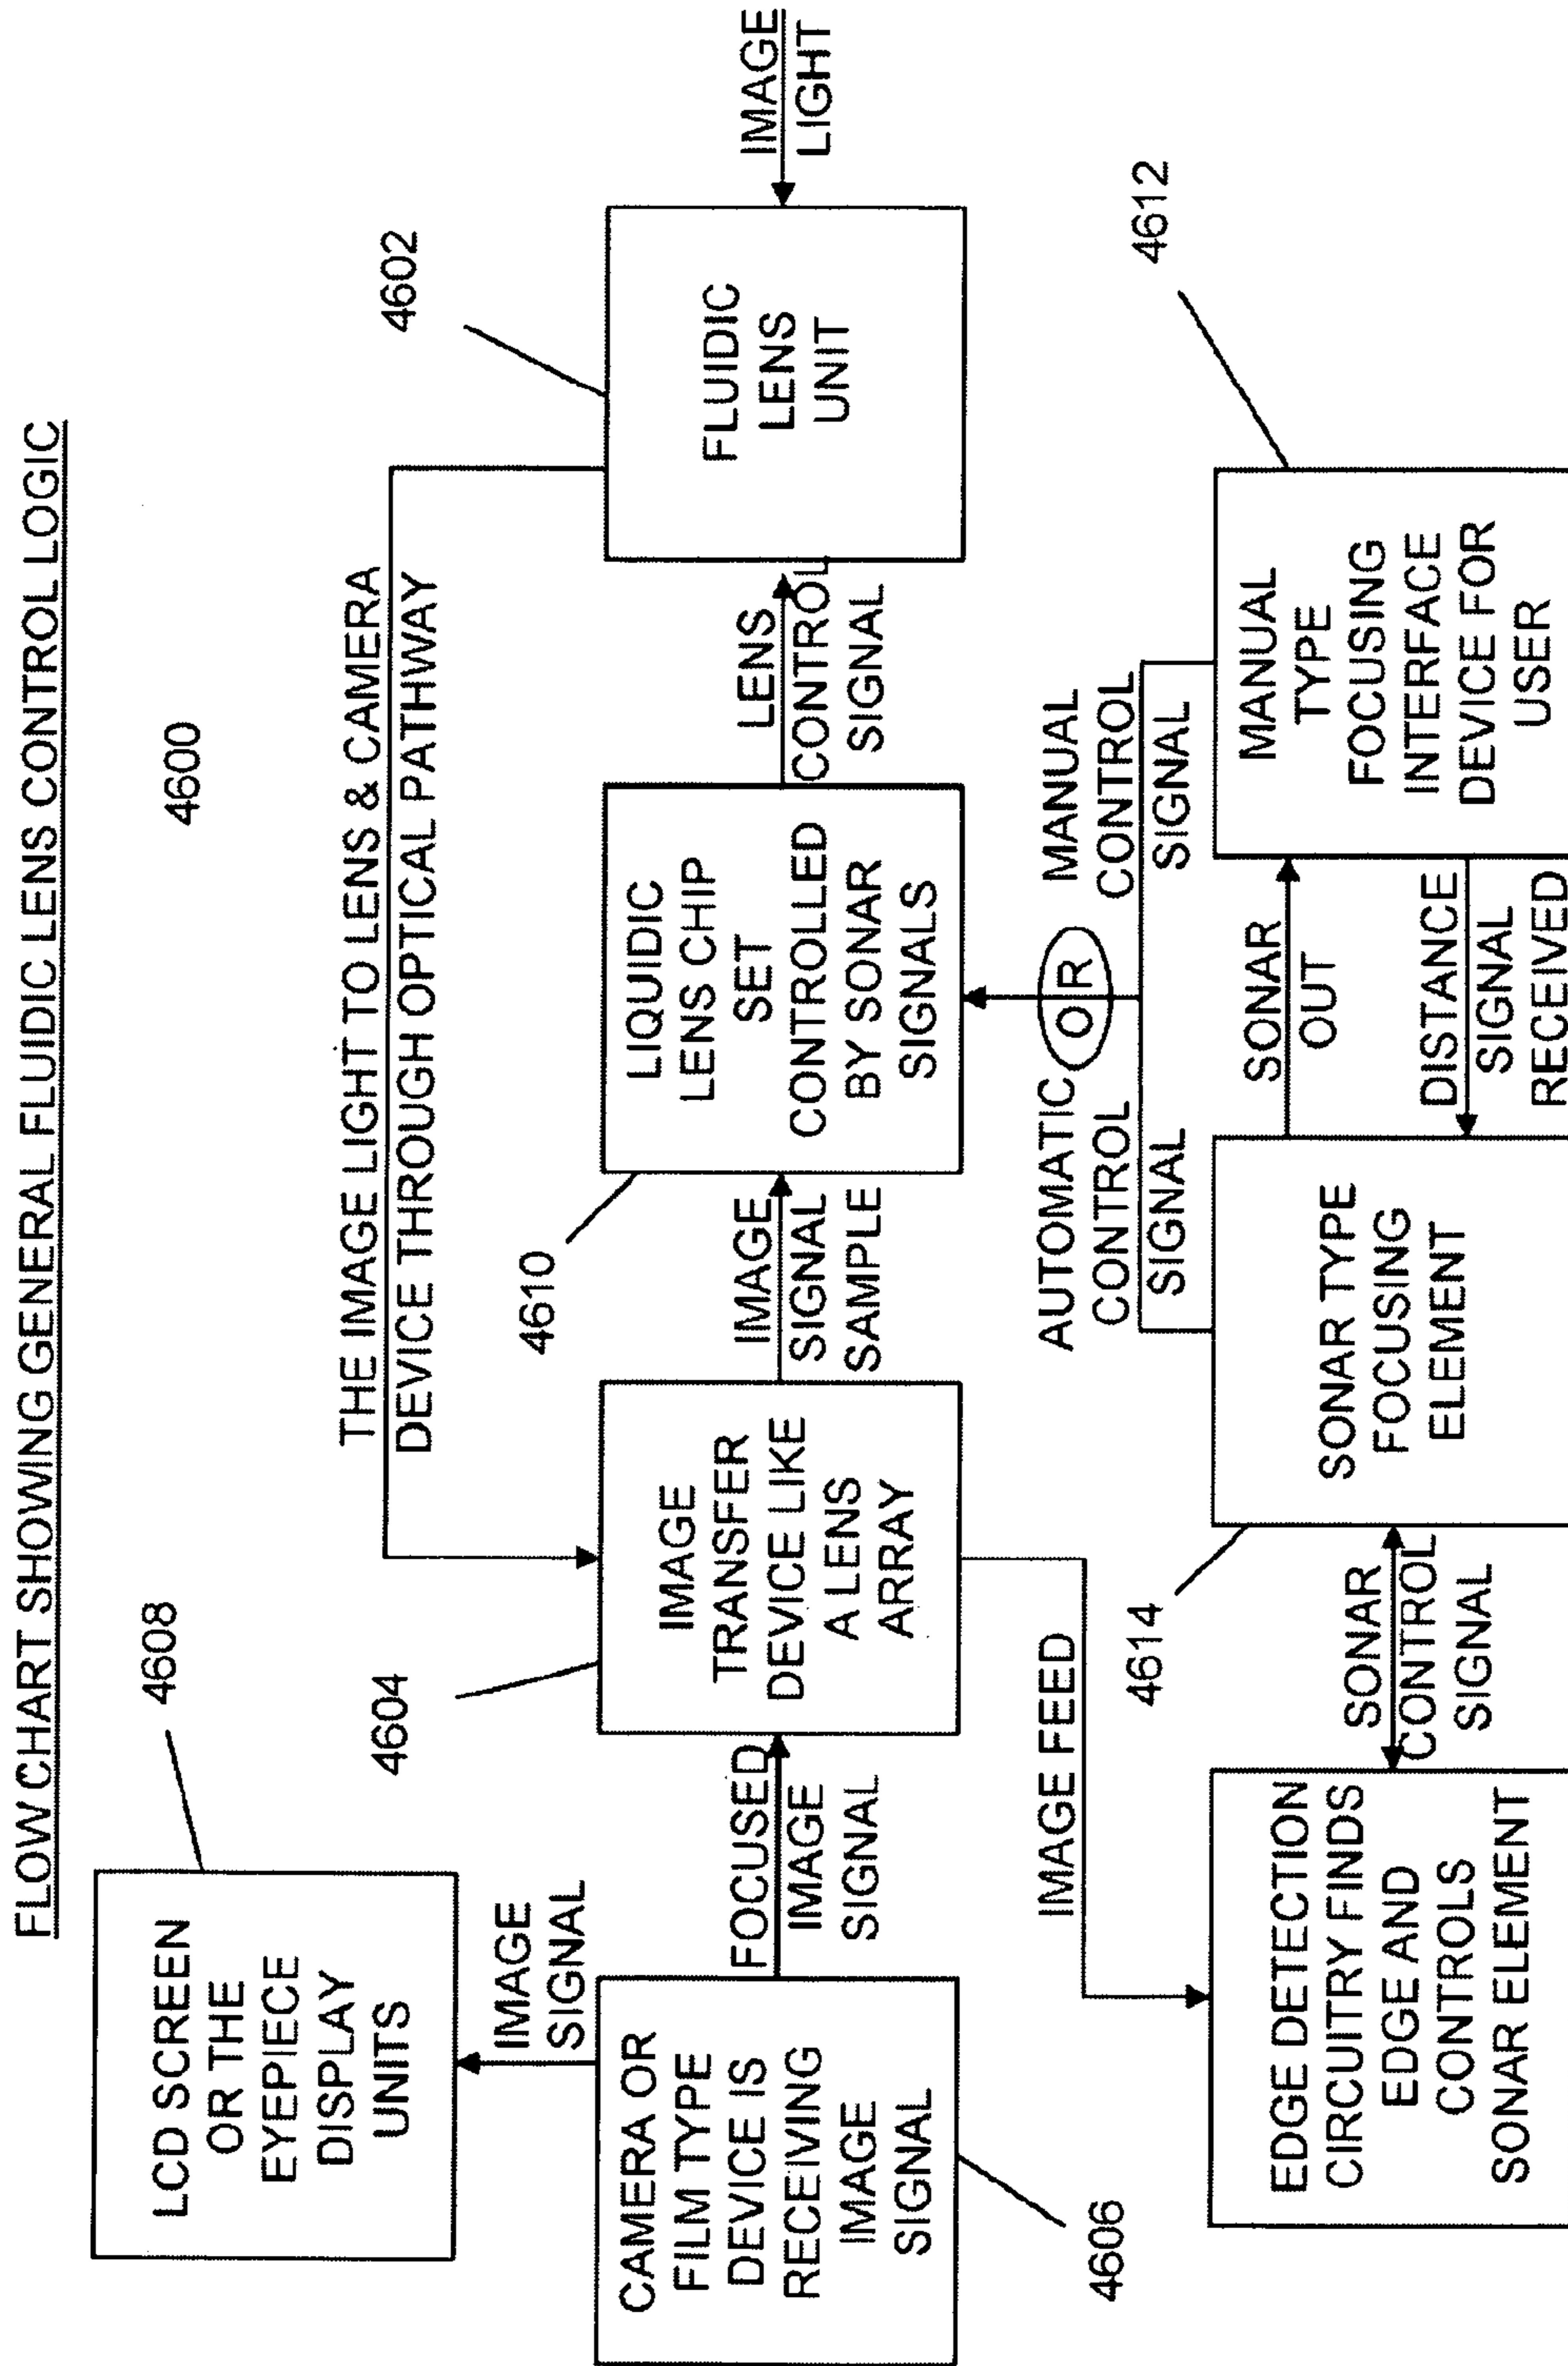 FLOW CHART SHOWING GENERAL FLUIDIC LENS CONTROL LOGIC
4600
THE IMAGE LIGHT TO LENS & CAMERA
DEVICE THROUGH OPTICAL PATHWAY
4608
LCD SCREEN
OR THE
EYEPIECE
DISPLAY
UNITS
IMAGE
SIGNAL
CAMERA OR
FILM TYPE
DEVICE IS
RECEIVING
IMAGE
SIGNAL
4606
FOCUSED
IMAGE
SIGNAL
4604
IMAGE
TRANSFER
DEVICE LIKE
A LENS
ARRAY
IMAGE
SIGNAL
SAMPLE
4610
LIQUIDIC
LENS CHIP
SET
CONTROLLED
BY SONAR
SIGNALS
LENS
CONTROL
SIGNAL
4602
FLUIDIC
LENS
UNIT
IMAGE
LIGHT
IMAGE FEED
AUTOMATIC
CONTROL
SIGNAL
OR
MANUAL
CONTROL
SIGNAL
EDGE DETECTION
CIRCUITRY FINDS
EDGE AND
CONTROLS
SONAR ELEMENT
SONAR
CONTROL
SIGNAL
4614
SONAR TYPE
FOCUSING
ELEMENT
SONAR
OUT
DISTANCE
SIGNAL
RECEIVED
4612
MANUAL
TYPE
FOCUSING
INTERFACE
DEVICE FOR
USER